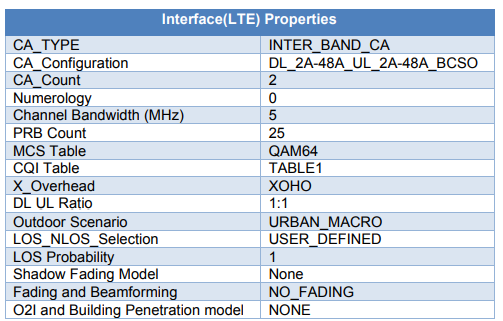 Interface(LTE) Properties
CA_TYPE INTER_BAND_CA
CA_Configuration DL_2A-48A_UL_2A-48A_BCSO
CA_Count 2
Numerology 0
Channel Bandwidth (MHz) 5
PRB Count 25
MCS Table QAM64
CQI Table TABLE1
X_Overhead XOHO
DL UL Ratio 1:1
Outdoor Scenario URBAN_MACRO
LOS_NLOS_Selection USER_DEFINED
LOS Probability 1
Shadow Fading Model None
Fading and Beamforming NO_FADING
O2I and Building Penetration model NONE